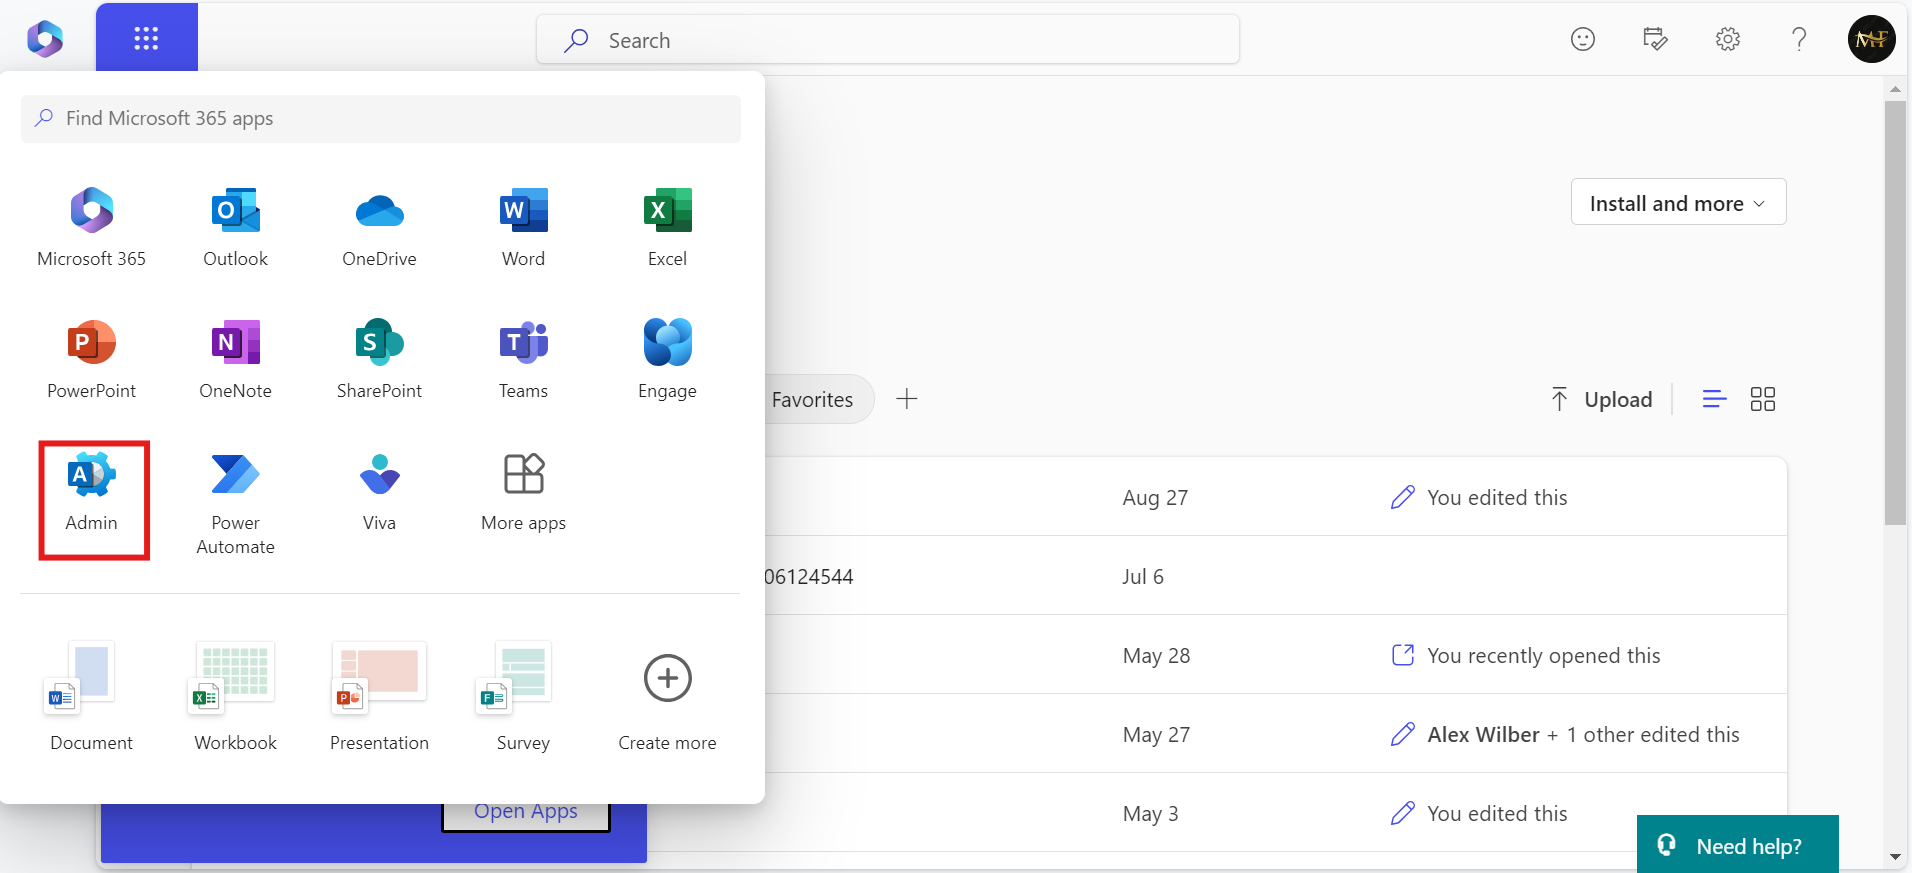 Search
MHF
Find Microsoft 365 apps
Install and more
O
W
X
Microsoft 365
Outlook
OneDrive
Word
Excel
P
N
S
T
PowerPoint
OneNote
SharePoint
Teams
Engage
Favorites
Upload
A
Admin
Power
Automate
Viva
More apps
Aug 27
You edited this
06124544
Jul 6
May 28
You recently opened this
W
X
P
F
Document
Workbook
Presentation
Survey
Create more
May 27
Alex Wilber + 1 other edited this
Open Apps
May 3
You edited this
Need help?